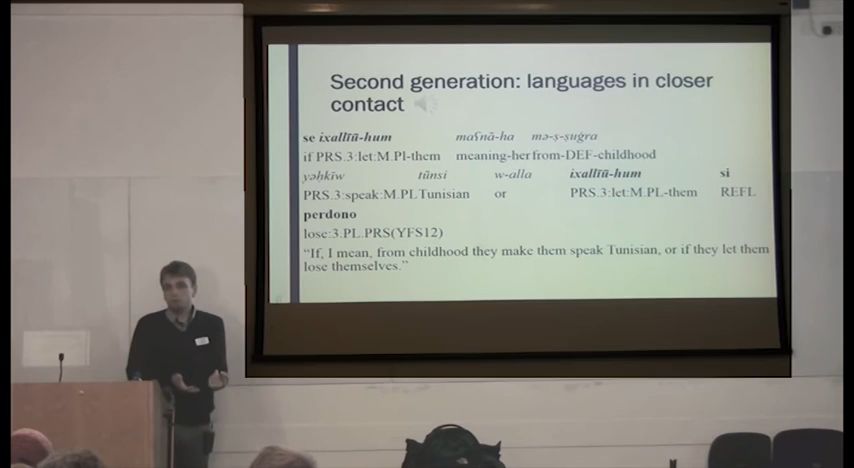 Second generation: languages in closer
contact
se ixallīū-hum maʕnā-ha mə-ṣ-ṣuġra
if PRS.3:let:M.Pl-them meaning-her from-DEF-childhood
yəḥkīw tūnsi w-alla ixallīū-hum si
PRS.3:speak:M.PL Tunisian or PRS.3:let:M.PL-them REFL
perdono
lose:3.PL.PRS(YFS12)
“If, I mean, from childhood they make them speak Tunisian, or if they let them
lose themselves.”